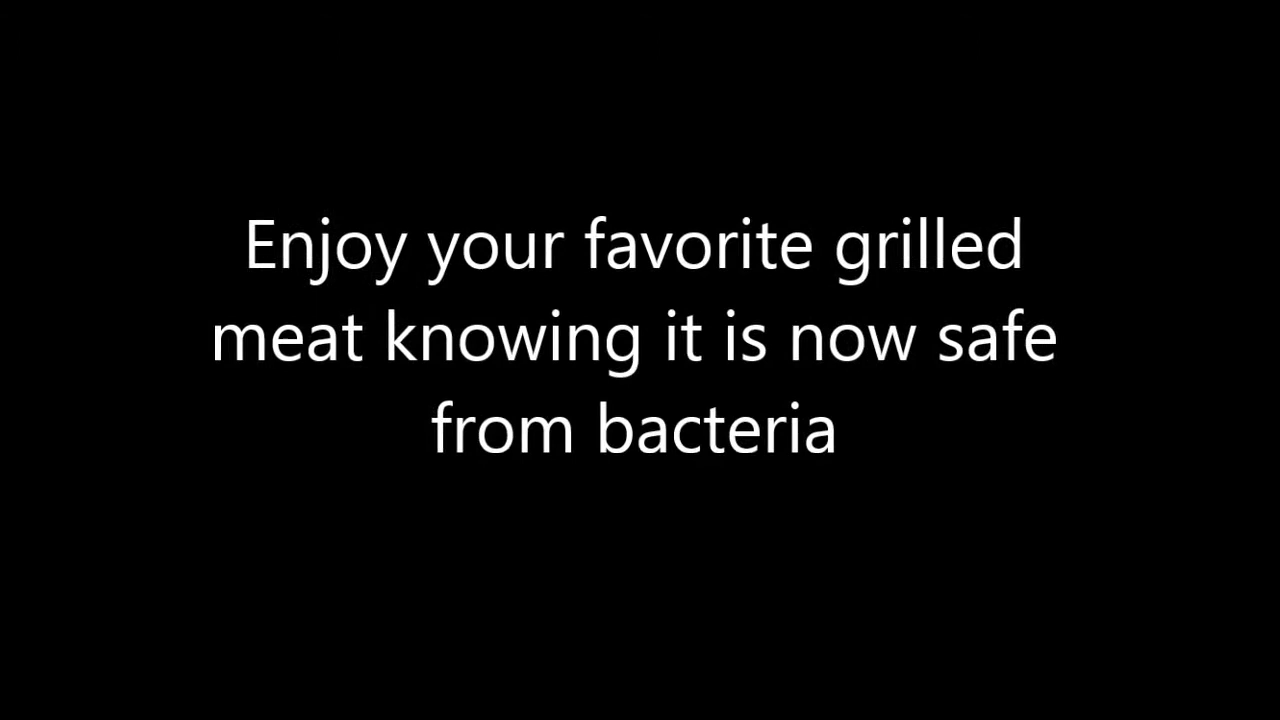 Enjoy your favorite grilled
meat knowing it is now safe
from bacteria